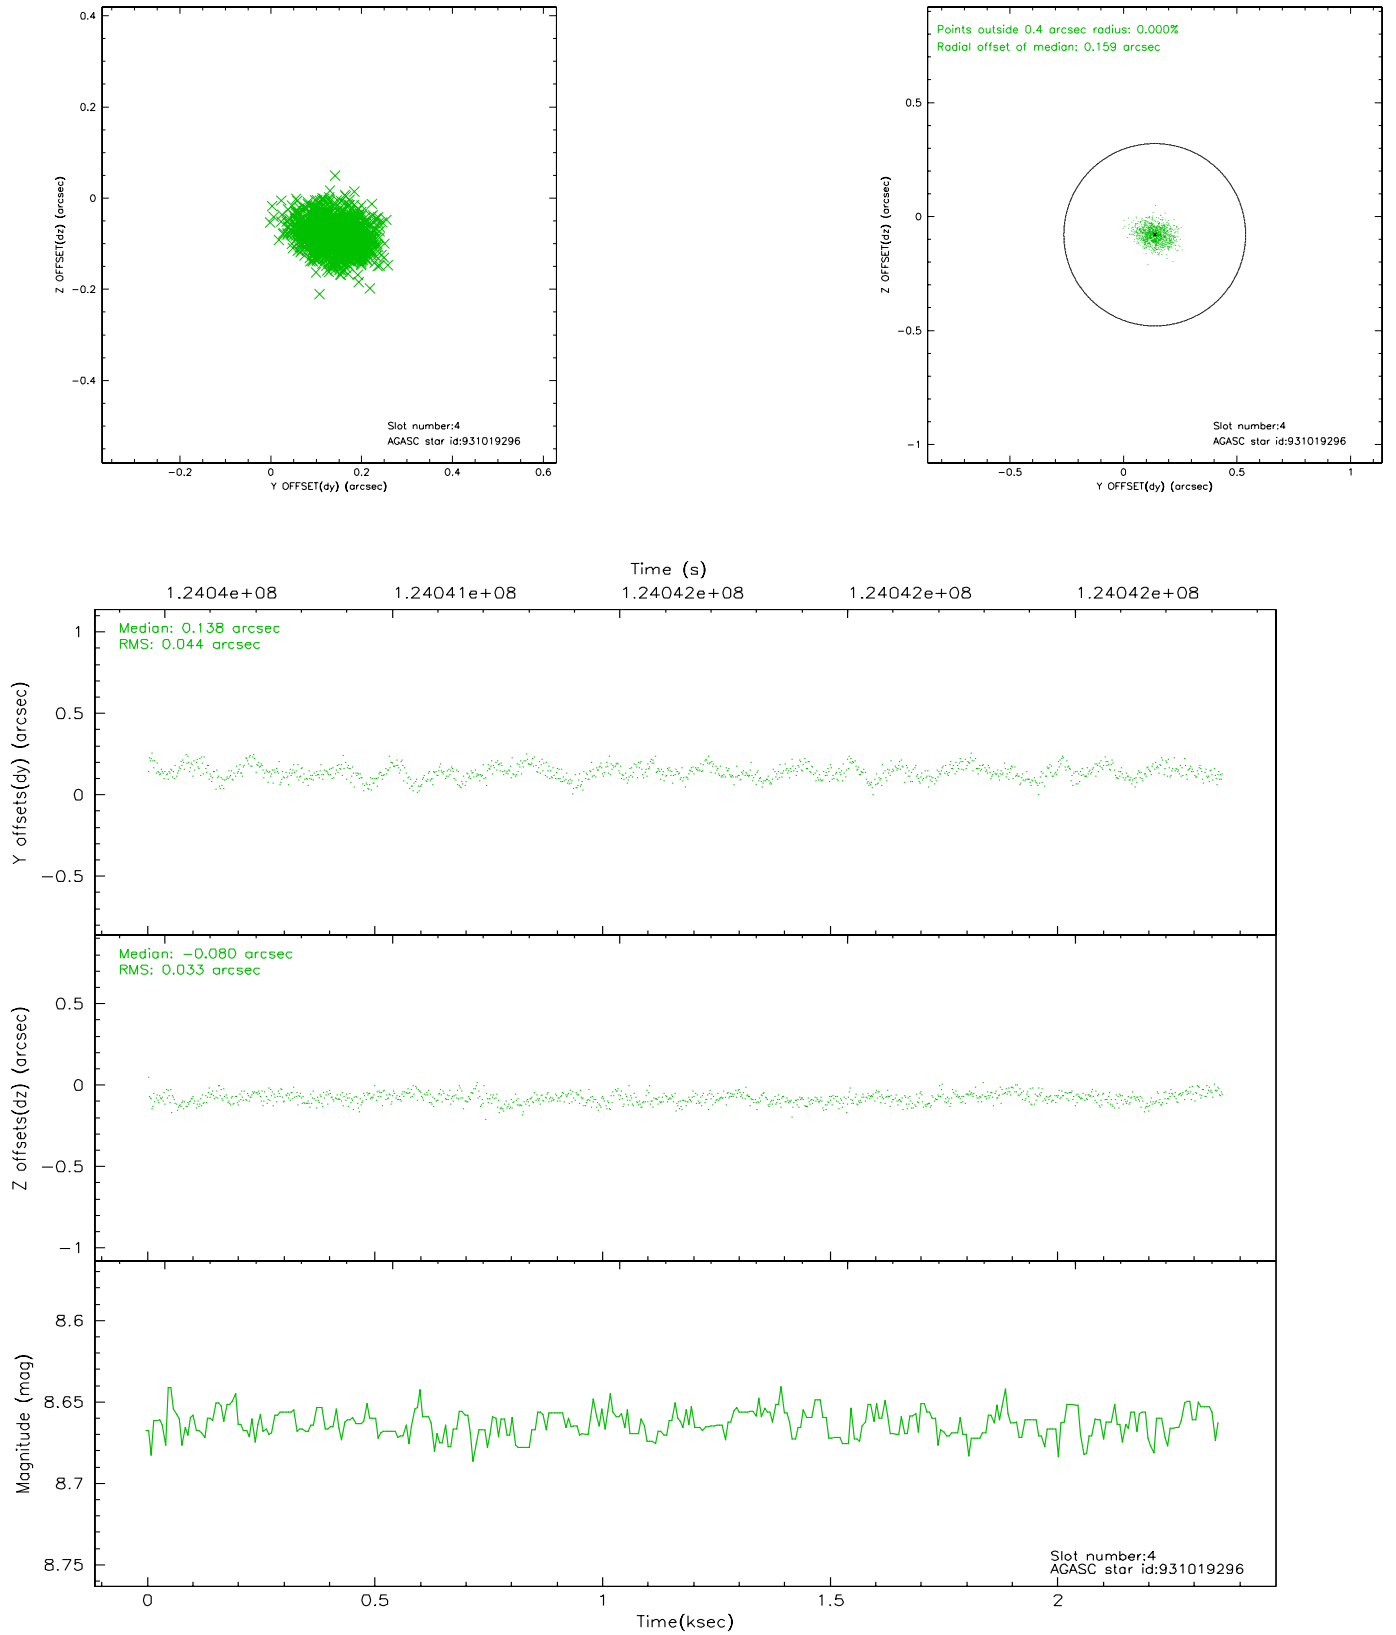 0.4
0.2
0
−0.2
−0.4
−0.2
0
0.2
0.4
0.6
Z OFFSET(dz) (arcsec)
Y OFFSET(dy) (arcsec)
Slot number:4
AGASC star id:931019296
Points outside 0.4 arcsec radius: 0.000%
Radial offset of median: 0.159 arcsec
0.5
0
−0.5
−1
−0.5
0
0.5
1
Z OFFSET(dz) (arcsec)
Y OFFSET(dy) (arcsec)
Slot number:4
AGASC star id:931019296
Time (s)
1.2404e+08
1.24041e+08
1.24042e+08
1.24042e+08
1.24042e+08
Median: 0.138 arcsec
RMS: 0.044 arcsec
1
0.5
0
−0.5
Y offsets(dy) (arcsec)
Median: −0.080 arcsec
RMS: 0.033 arcsec
0.5
0
−0.5
−1
Z offsets(dz) (arcsec)
8.6
8.65
8.7
8.75
Magnitude (mag)
Slot number:4
AGASC star id:931019296
0
0.5
1
1.5
2
Time(ksec)